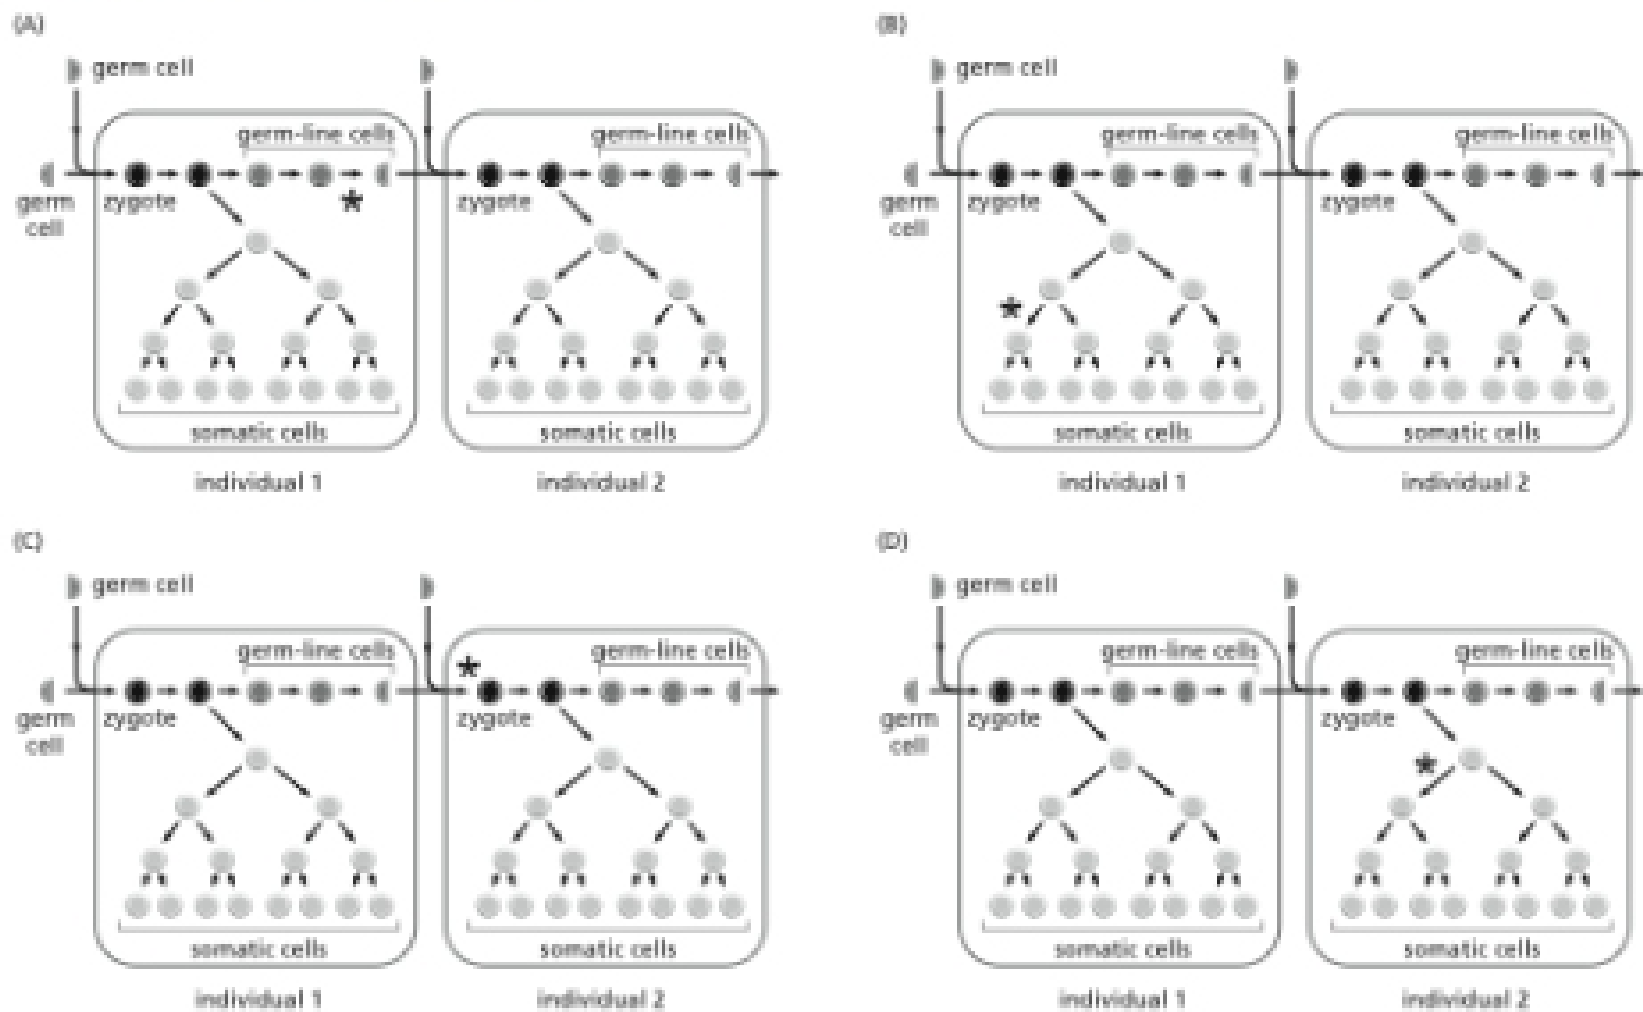 (A)
germ cell
germ-line cells
germ-line cells
germ
cell
zygote
zygote
*
somatic cells
somatic cells
individual 1
individual 2
(B)
germ cell
germ-line cells
germ-line cells
germ
cell
zygote
zygote
*
somatic cells
somatic cells
individual 1
individual 2
(C)
germ cell
germ-line cells
germ-line cells
*
germ
cell
zygote
zygote
somatic cells
somatic cells
individual 1
individual 2
(D)
germ cell
germ-line cells
germ-line cells
germ
cell
zygote
zygote
*
somatic cells
somatic cells
individual 1
individual 2